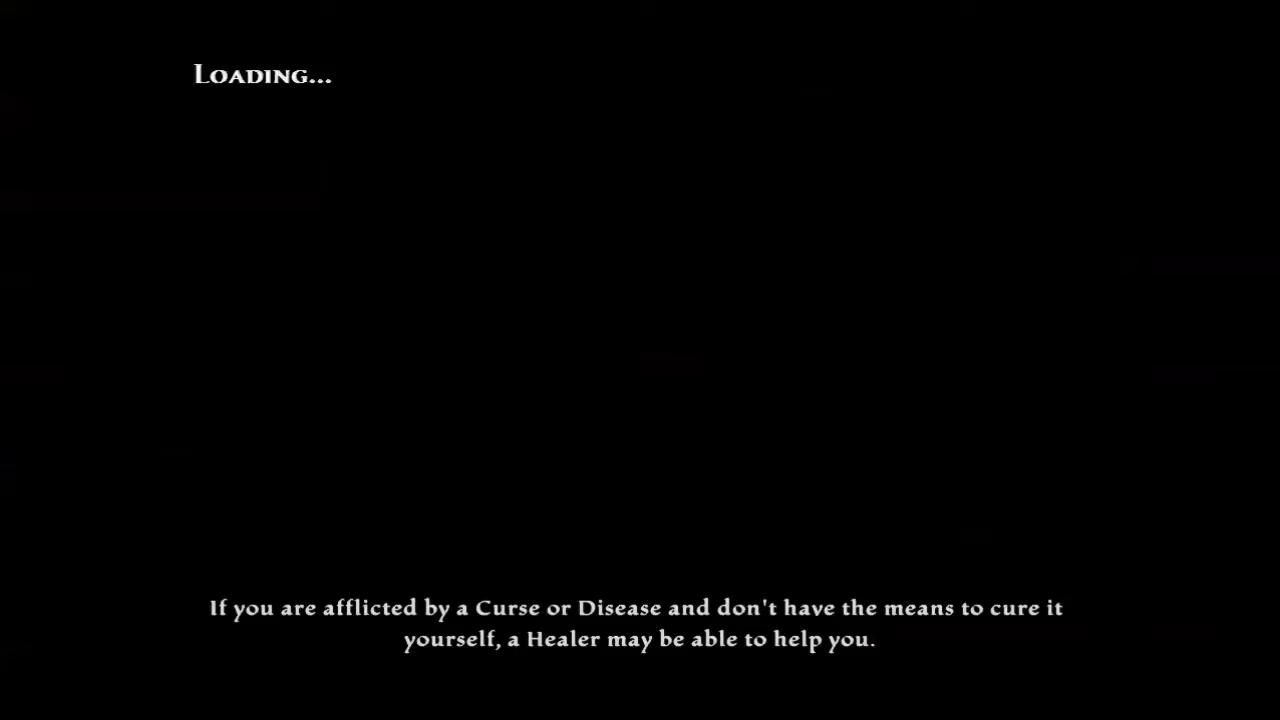 Loading...
If you are afflicted by a Curse or Disease and don't have the means to cure it
yourself, a Healer may be able to help you.